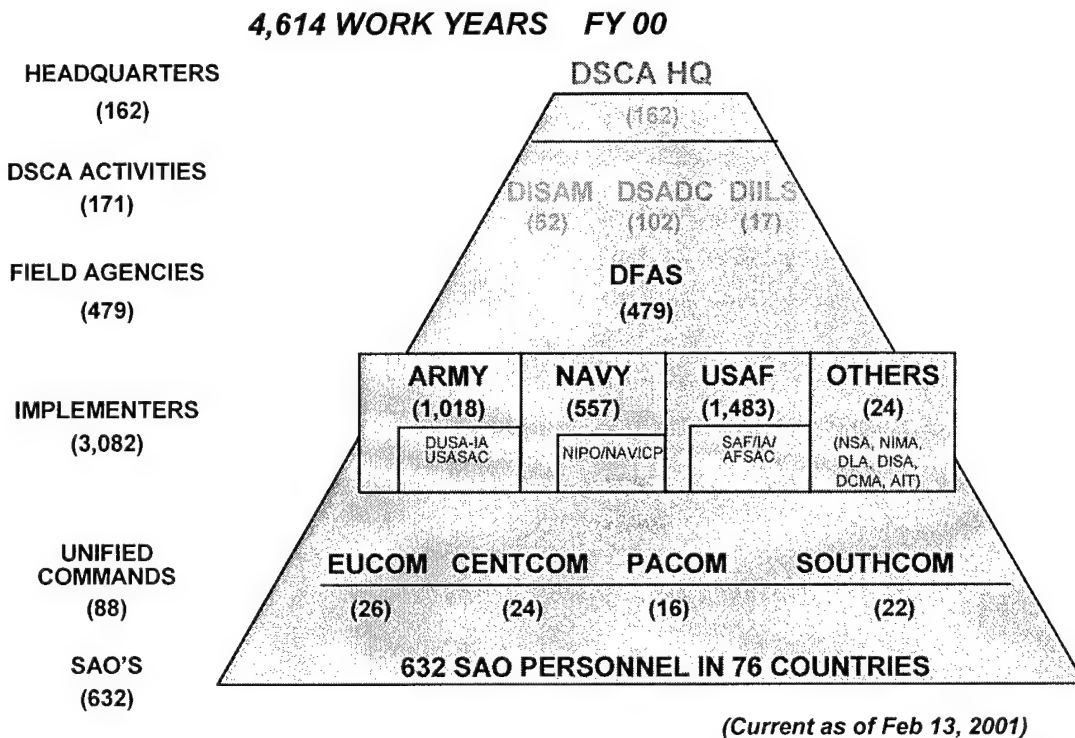 4,614 WORK YEARS FY 00
HEADQUARTERS
(162)
DSCA HQ
(162)
DSCA ACTIVITIES
(171)
DISAM DSADC DIILS
(52) (102) (17)
FIELD AGENCIES
(479)
DFAS
(479)
IMPLEMENTERS
(3,082)
ARMY
(1,018)
DUSA-IA
USASAC
NAVY
(557)
NIPO/NAVICP
USAF
(1,483)
SAF/IA/
AFSAC
OTHERS
(24)
(NSA, NIMA,
DLA, DISA,
DCMA, AIT)
UNIFIED
COMMANDS
(88)
EUCOM CENTCOM PACOM SOUTHCOM
(26) (24) (16) (22)
SAO'S
(632)
632 SAO PERSONNEL IN 76 COUNTRIES
(Current as of Feb 13, 2001)